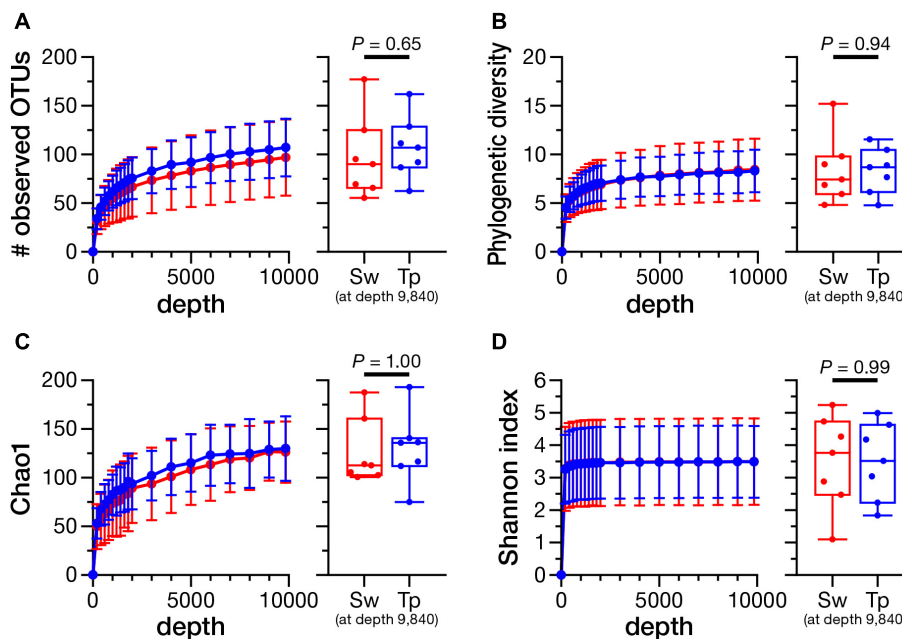 A
# observed OTUs
200
150
100
50
0
0 5000 10000
depth
P = 0.65
Sw Tp
(at depth 9,840)
B
Phylogenetic diversity
20
15
10
5
0
0 5000 10000
depth
P = 0.94
Sw Tp
(at depth 9,840)
C
Chao1
200
150
100
50
0
0 5000 10000
depth
P = 1.00
Sw Tp
(at depth 9,840)
D
Shannon index
6
5
4
3
2
1
0
0 5000 10000
depth
P = 0.99
Sw Tp
(at depth 9,840)